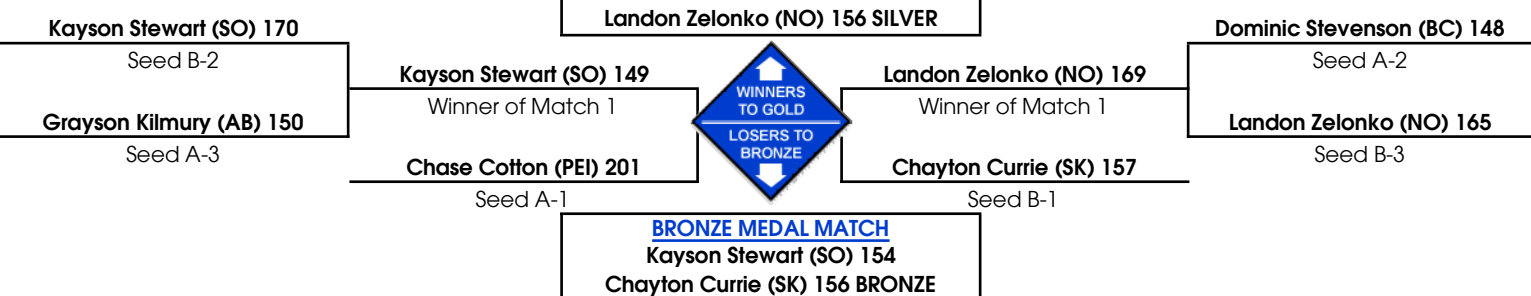 Landon Zelonko (NO) 156 SILVER
Kayson Stewart (SO) 170
Seed B-2
Grayson Kilmury (AB) 150
Seed A-3
Kayson Stewart (SO) 149
Winner of Match 1
Chase Cotton (PEI) 201
Seed A-1
WINNERS
TO GOLD
LOSERS TO
BRONZE
Landon Zelonko (NO) 169
Winner of Match 1
Chayton Currie (SK) 157
Seed B-1
Dominic Stevenson (BC) 148
Seed A-2
Landon Zelonko (NO) 165
Seed B-3
BRONZE MEDAL MATCH
Kayson Stewart (SO) 154
Chayton Currie (SK) 156 BRONZE